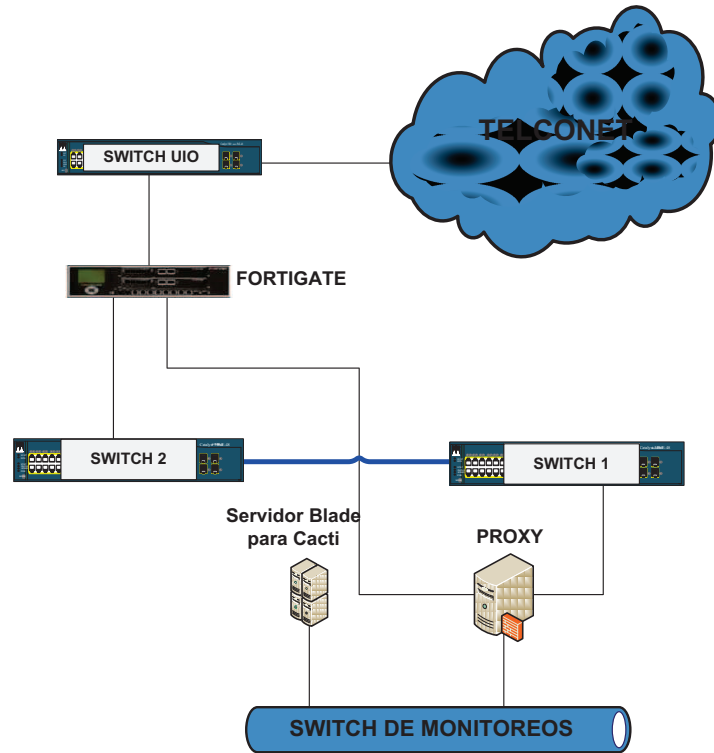 TELCONET
SWITCH UIO
FORTIGATE
SWITCH 2
SWITCH 1
Servidor Blade
para Cacti
PROXY
SWITCH DE MONITOREOS